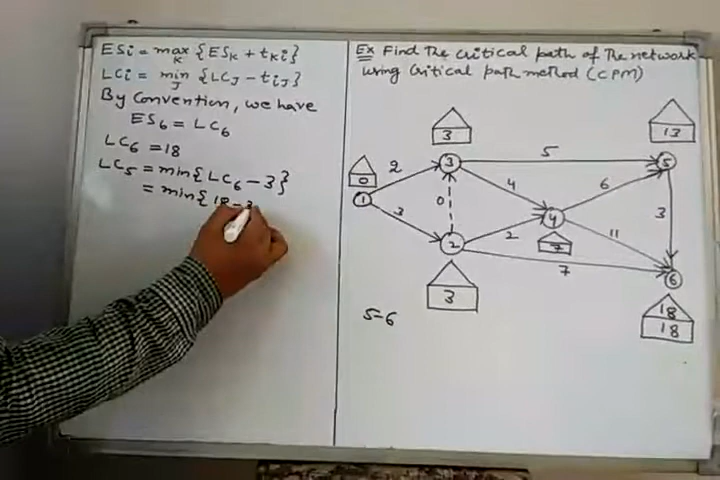 ESi = max {ESk + tki}
k
LCi = min {LCj - tij}
j
By Convention, we have
ES6 = LC6
LC6 = 18
LC5 = min{LC6 - 3}
= min{18-3
Ex Find the critical path of the network
using Critical path method (CPM)
3
13
0
2
3
5
5
1
4
6
3
0
3
4
2
2
11
7
7
6
3
5-6
18
18